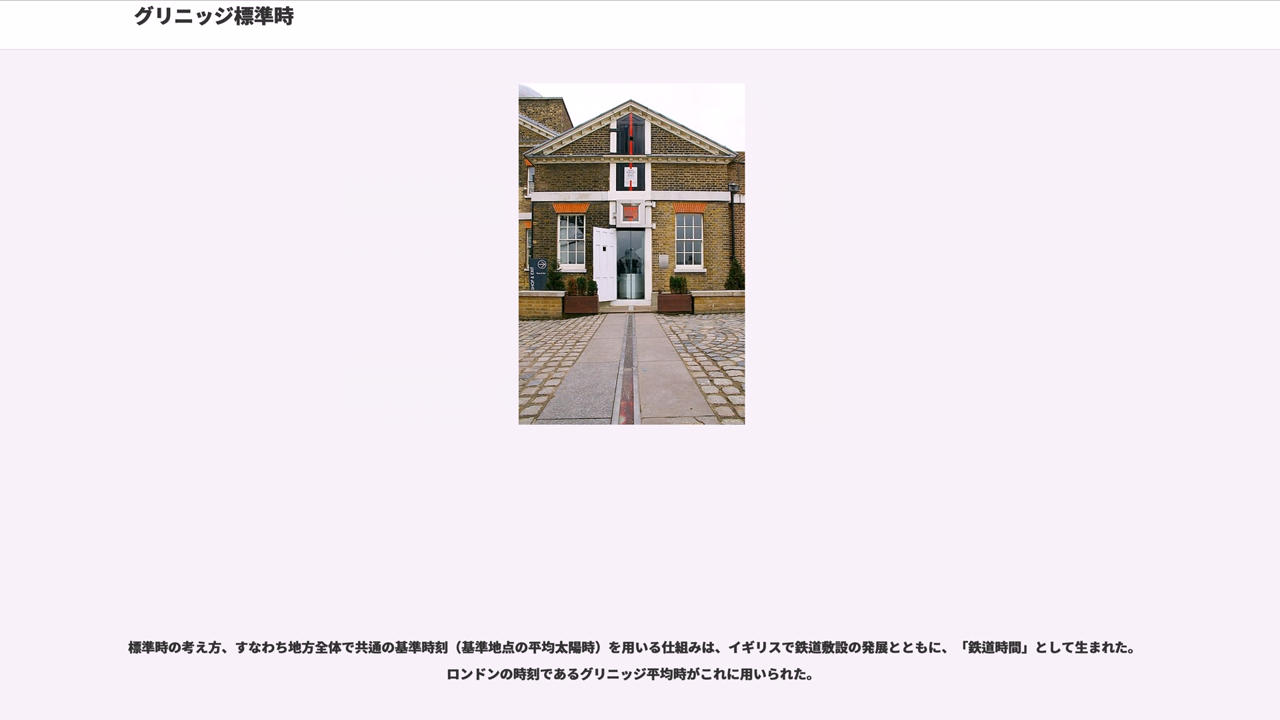 グリニッジ標準時
標準時の考え方、すなわち地方全体で共通の基準時刻（基準地点の平均太陽時）を用いる仕組みは、イギリスで鉄道敷設の発展とともに、「鉄道時間」として生まれた。
ロンドンの時刻であるグリニッジ平均時がこれに用いられた。